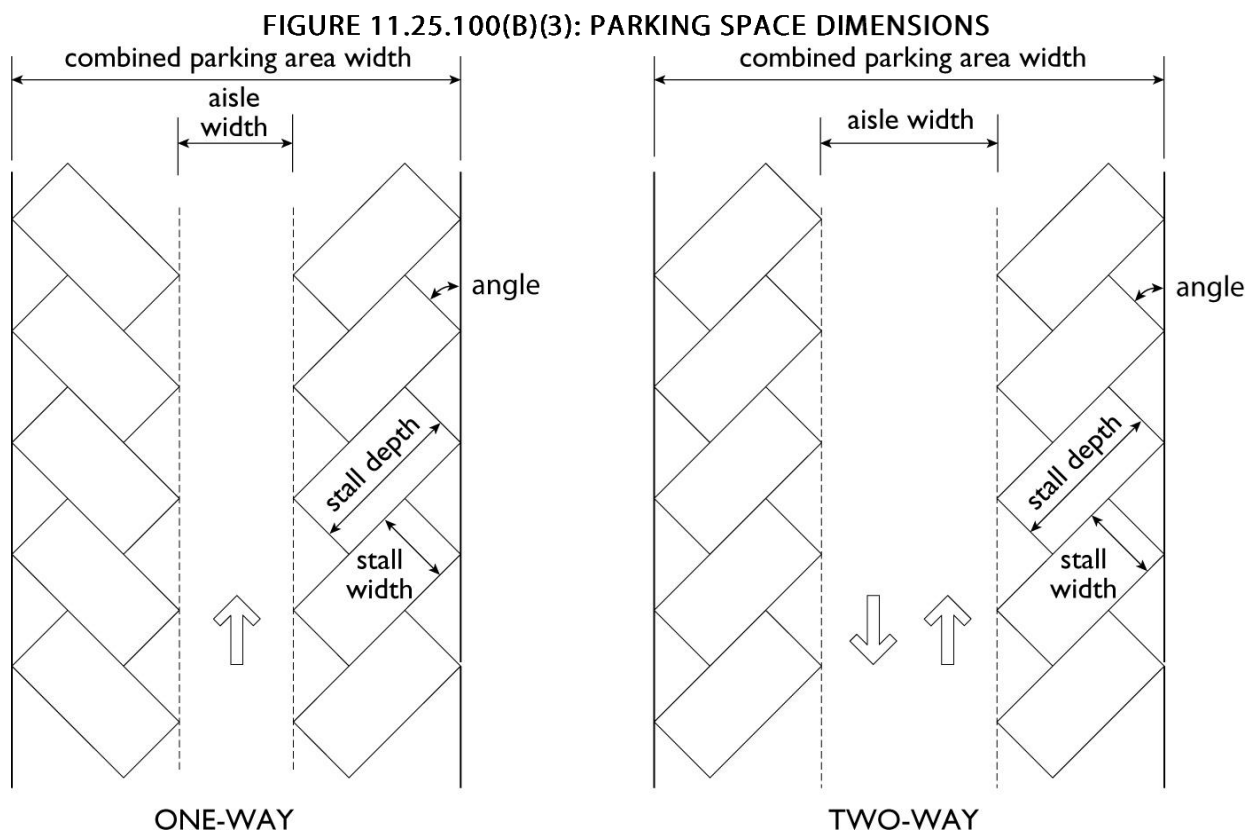 FIGURE 11.25.100(B)(3): PARKING SPACE DIMENSIONS
combined parking area width
aisle
width
angle
stall depth
stall
width
ONE-WAY
combined parking area width
aisle width
angle
stall depth
stall
width
TWO-WAY